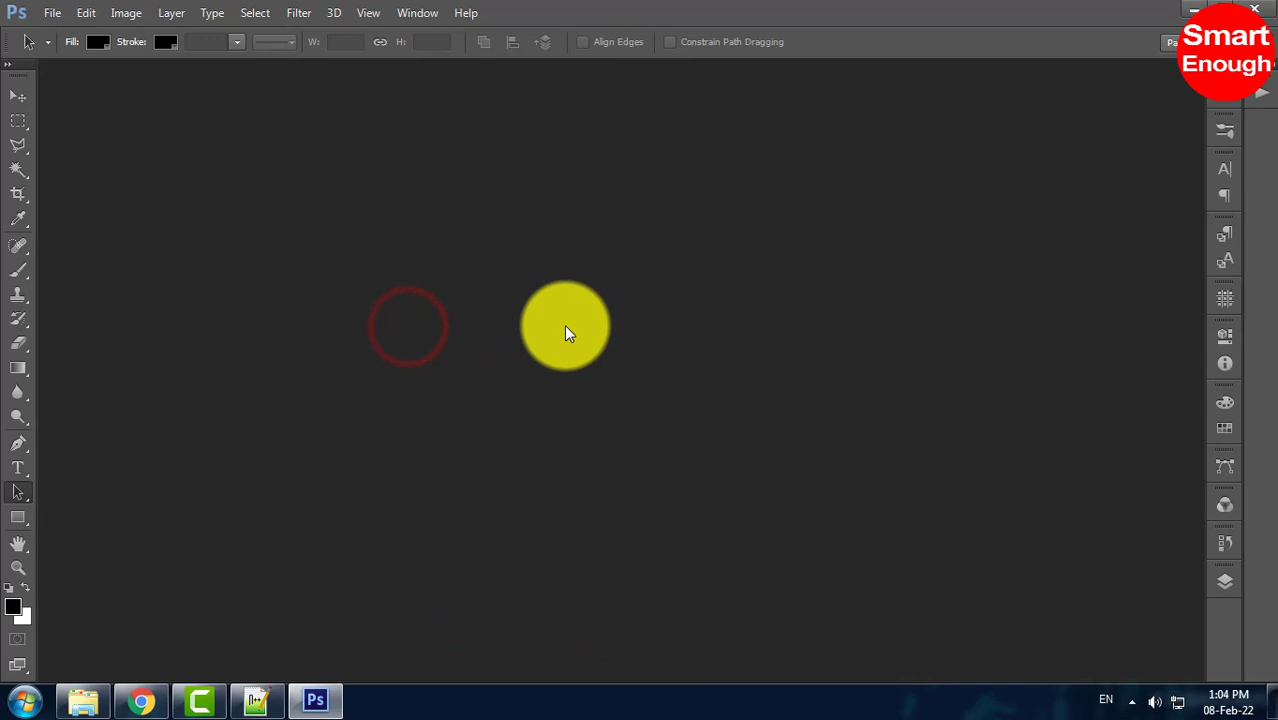 Ps File Edit Image Layer Type Select Filter 3D View Window Help
Fill: Stroke: W: H: Align Edges Constrain Path Dragging
Smart
Enough
Ps
EN
1:04 PM
08-Feb-22